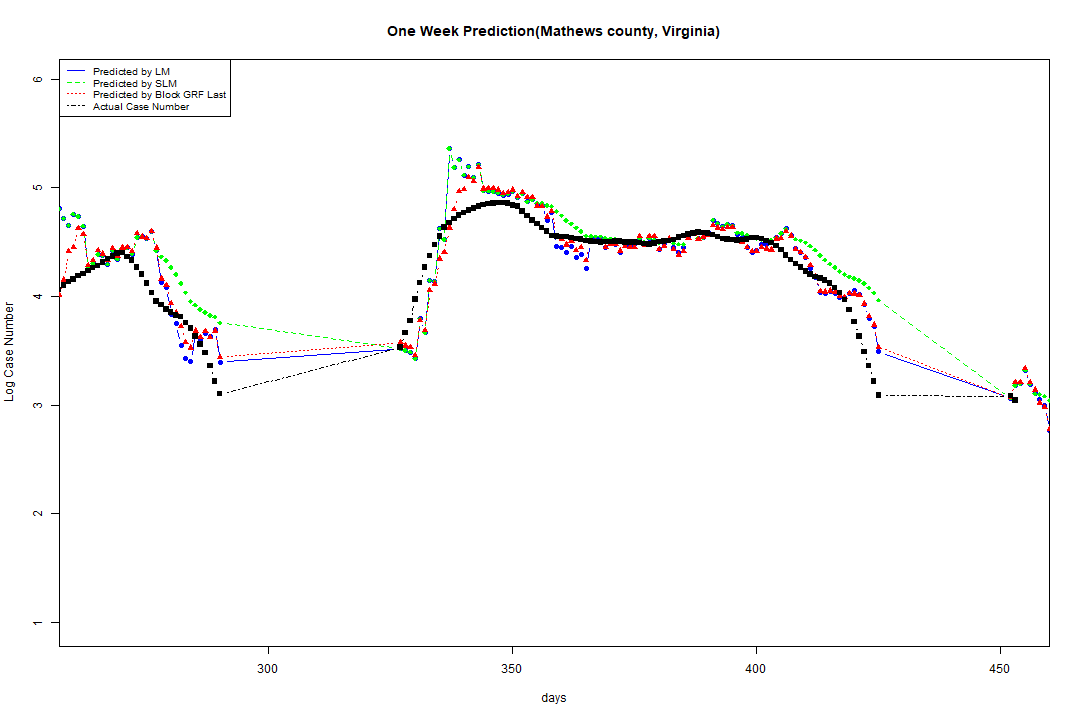 One Week Prediction(Mathews county, Virginia)
Predicted by LM
Predicted by SLM
Predicted by Block GRF Last
Actual Case Number
6
5
4
3
2
1
Log Case Number
300 350 400 450
days